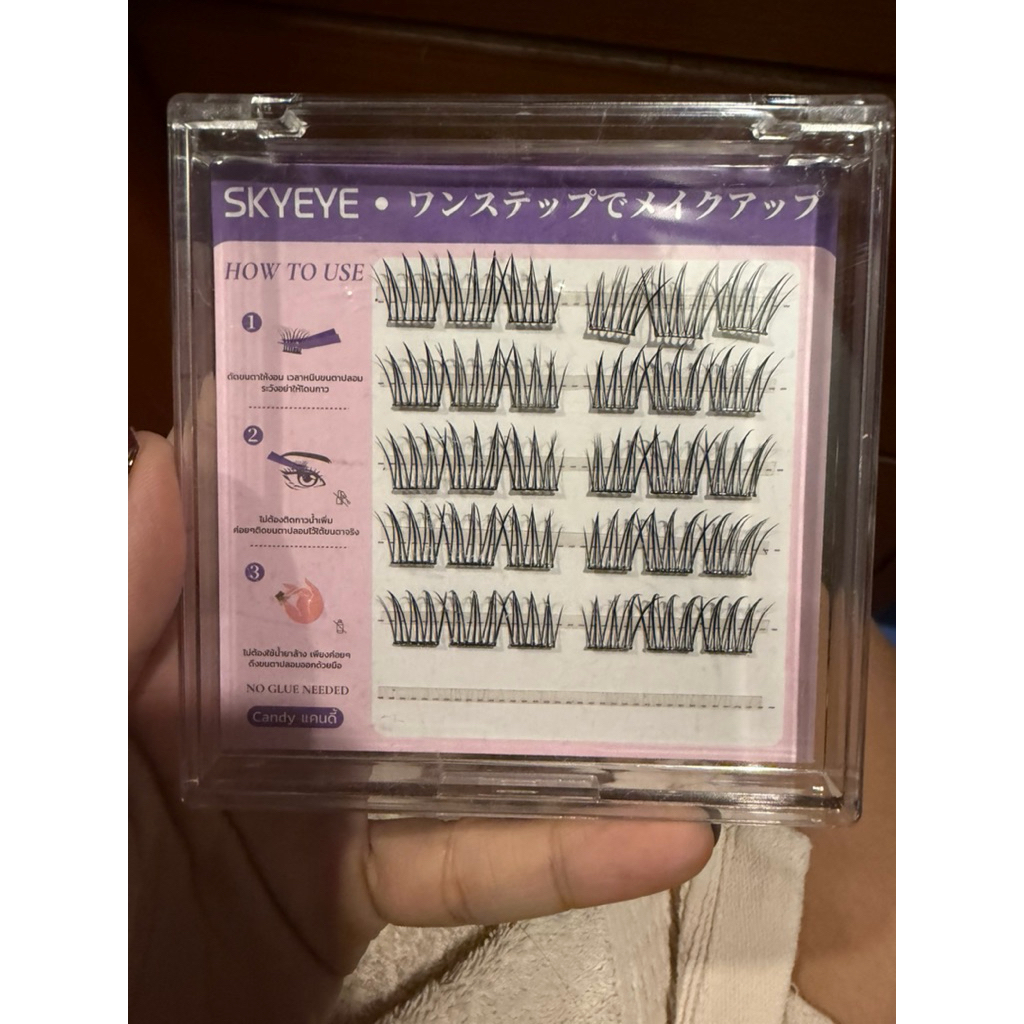 SKYEYE • ワンステップでメイクアップ
HOW TO USE
1
ดัดขนตาให้งอน เวลาหนีบขนตาปลอม
ระวังอย่าให้โดนกาว
2
ไม่ต้องติดกาวน้ำเพิ่ม
ค่อยๆติดขนตาปลอมไว้ใต้ขนตาจริง
3
ไม่ต้องใช้น้ำยาล้าง เพียงค่อยๆ
ดึงขนตาปลอมออกด้วยมือ
NO GLUE NEEDED
Candy แคนดี้